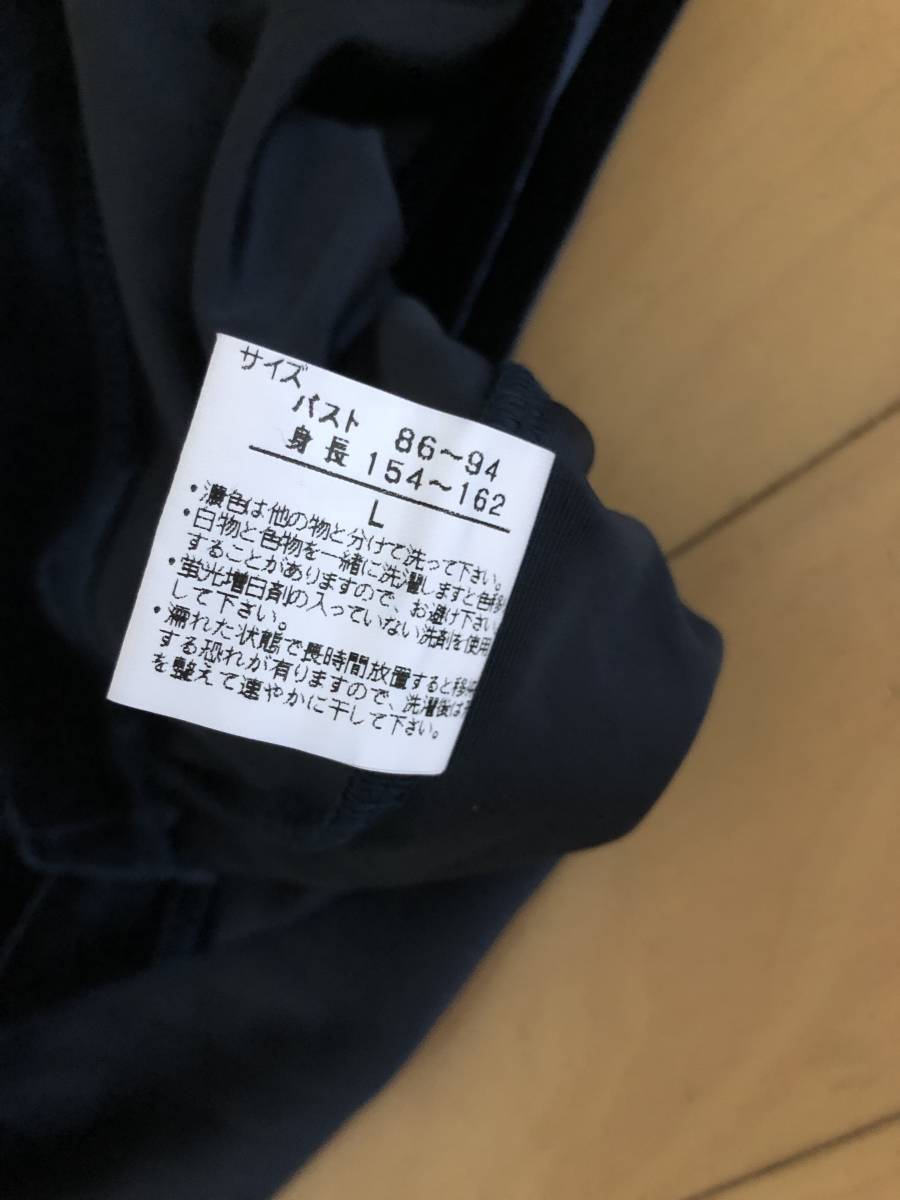 サイズ
バスト 86～94
身長 154～162
L
・濃色は他の物と分けて洗って下さい。
・白物と色物を一緒に洗濯しますと色移
することがありますので、お避け下さい
・蛍光増白剤の入っていない洗剤を使用
して下さい。
・濡れた状態で長時間放置すると移染
する恐れが有りますので、洗濯後は形
を整えて速やかに干して下さい。